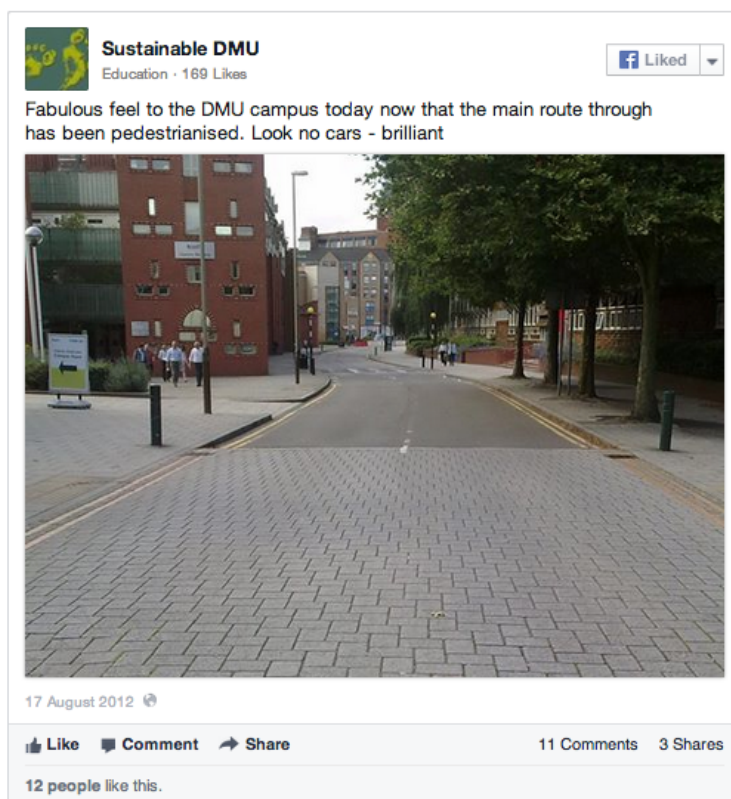 Sustainable DMU
Education · 169 Likes
Liked
Fabulous feel to the DMU campus today now that the main route through
has been pedestrianised. Look no cars - brilliant
17 August 2012
Like Comment Share 11 Comments 3 Shares
12 people like this.